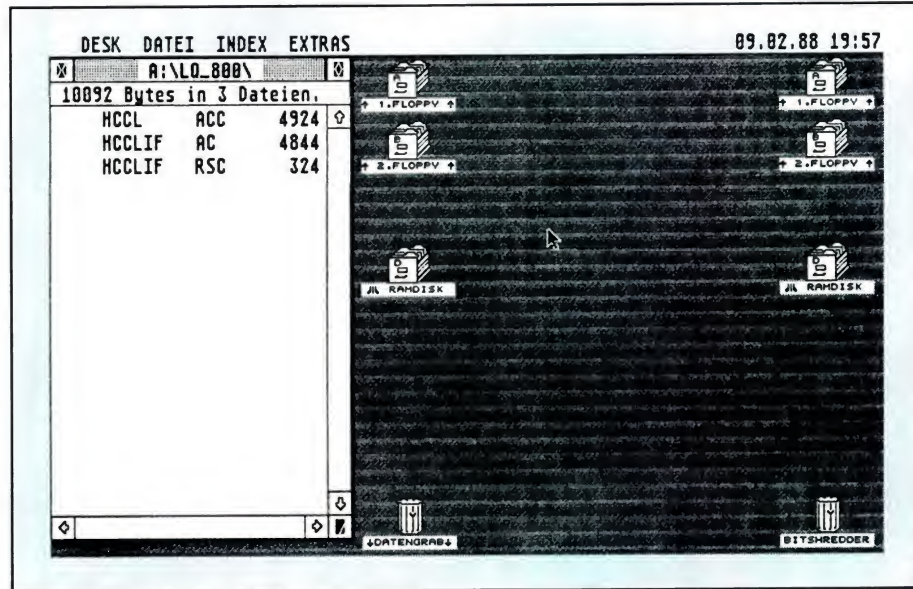 DESK DATEI INDEX EXTRAS 09.02.88 19:57
A:\LQ_800\
10092 Bytes in 3 Dateien.
HCCL ACC 4924
HCCLIF AC 4844
HCCLIF RSC 324
A
↑ 1.FLOPPY ↑
B
↑ 2.FLOPPY ↑
D
RAMDISK
↓DATENGRAB↓
A
↑ 1.FLOPPY ↑
B
↑ 2.FLOPPY ↑
D
RAMDISK
BITSHREDDER